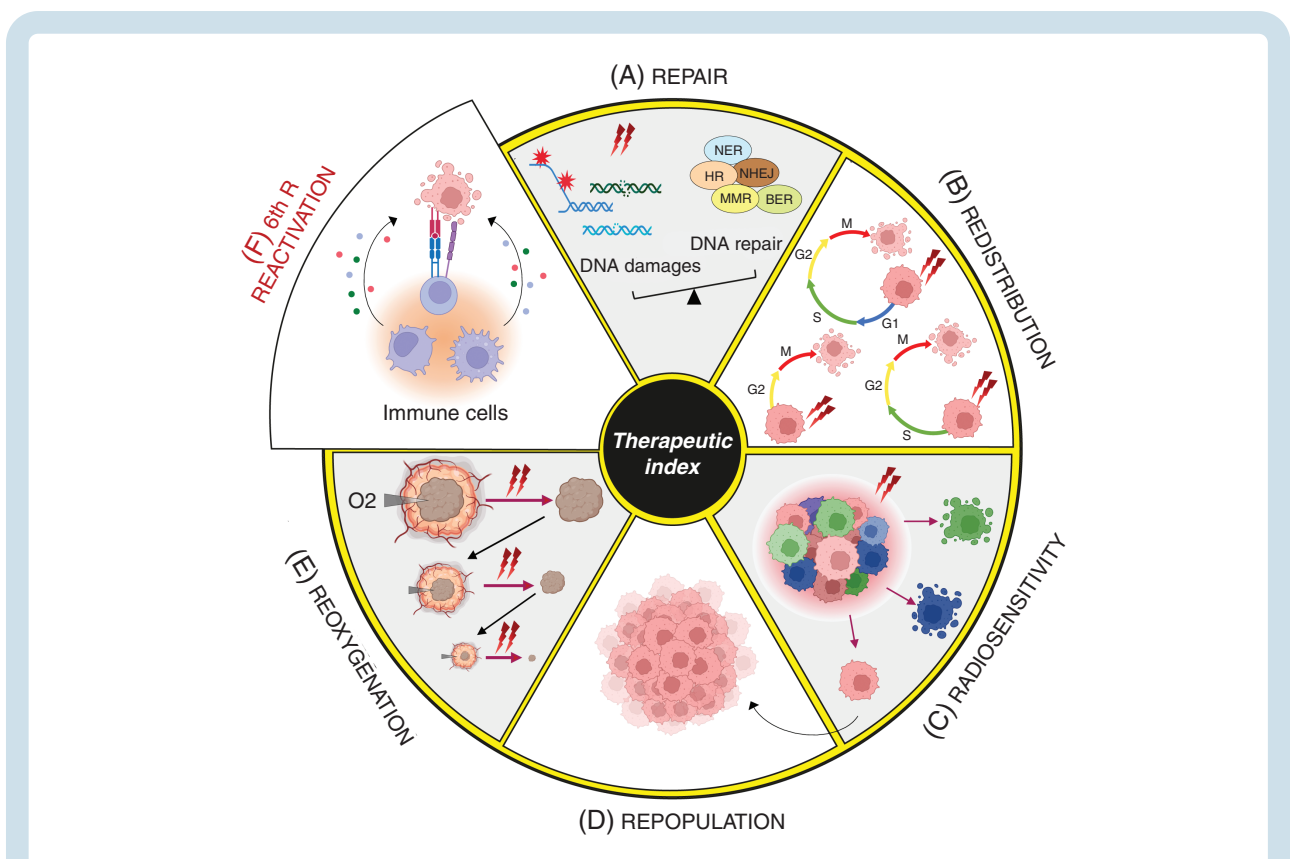 (A) REPAIR
NER
HR
NHEJ
MMR
BER
DNA repair
DNA damages
(B) REDISTRIBUTION
M
G2
S
G1
M
G2
M
G2
S
(C) RADIOSENSITIVITY
(D) REPOPULATION
(E) REOXYGENATION
O2
(F) 6th R
REACTIVATION
Immune cells
Therapeutic
index